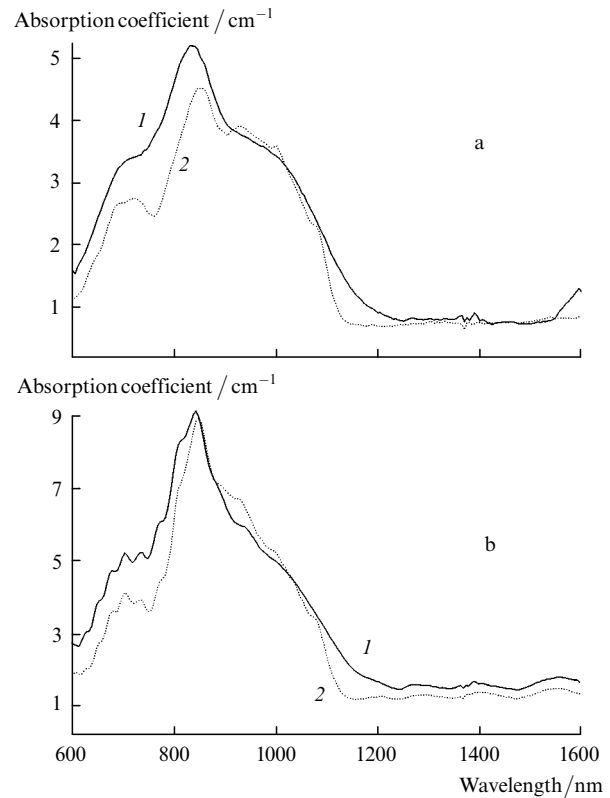 Absorption coefficient / cm⁻¹
5
4
3
2
1
1
2
a
Absorption coefficient / cm⁻¹
9
7
5
3
1
b
1
2
600 800 1000 1200 1400 1600
Wavelength /nm